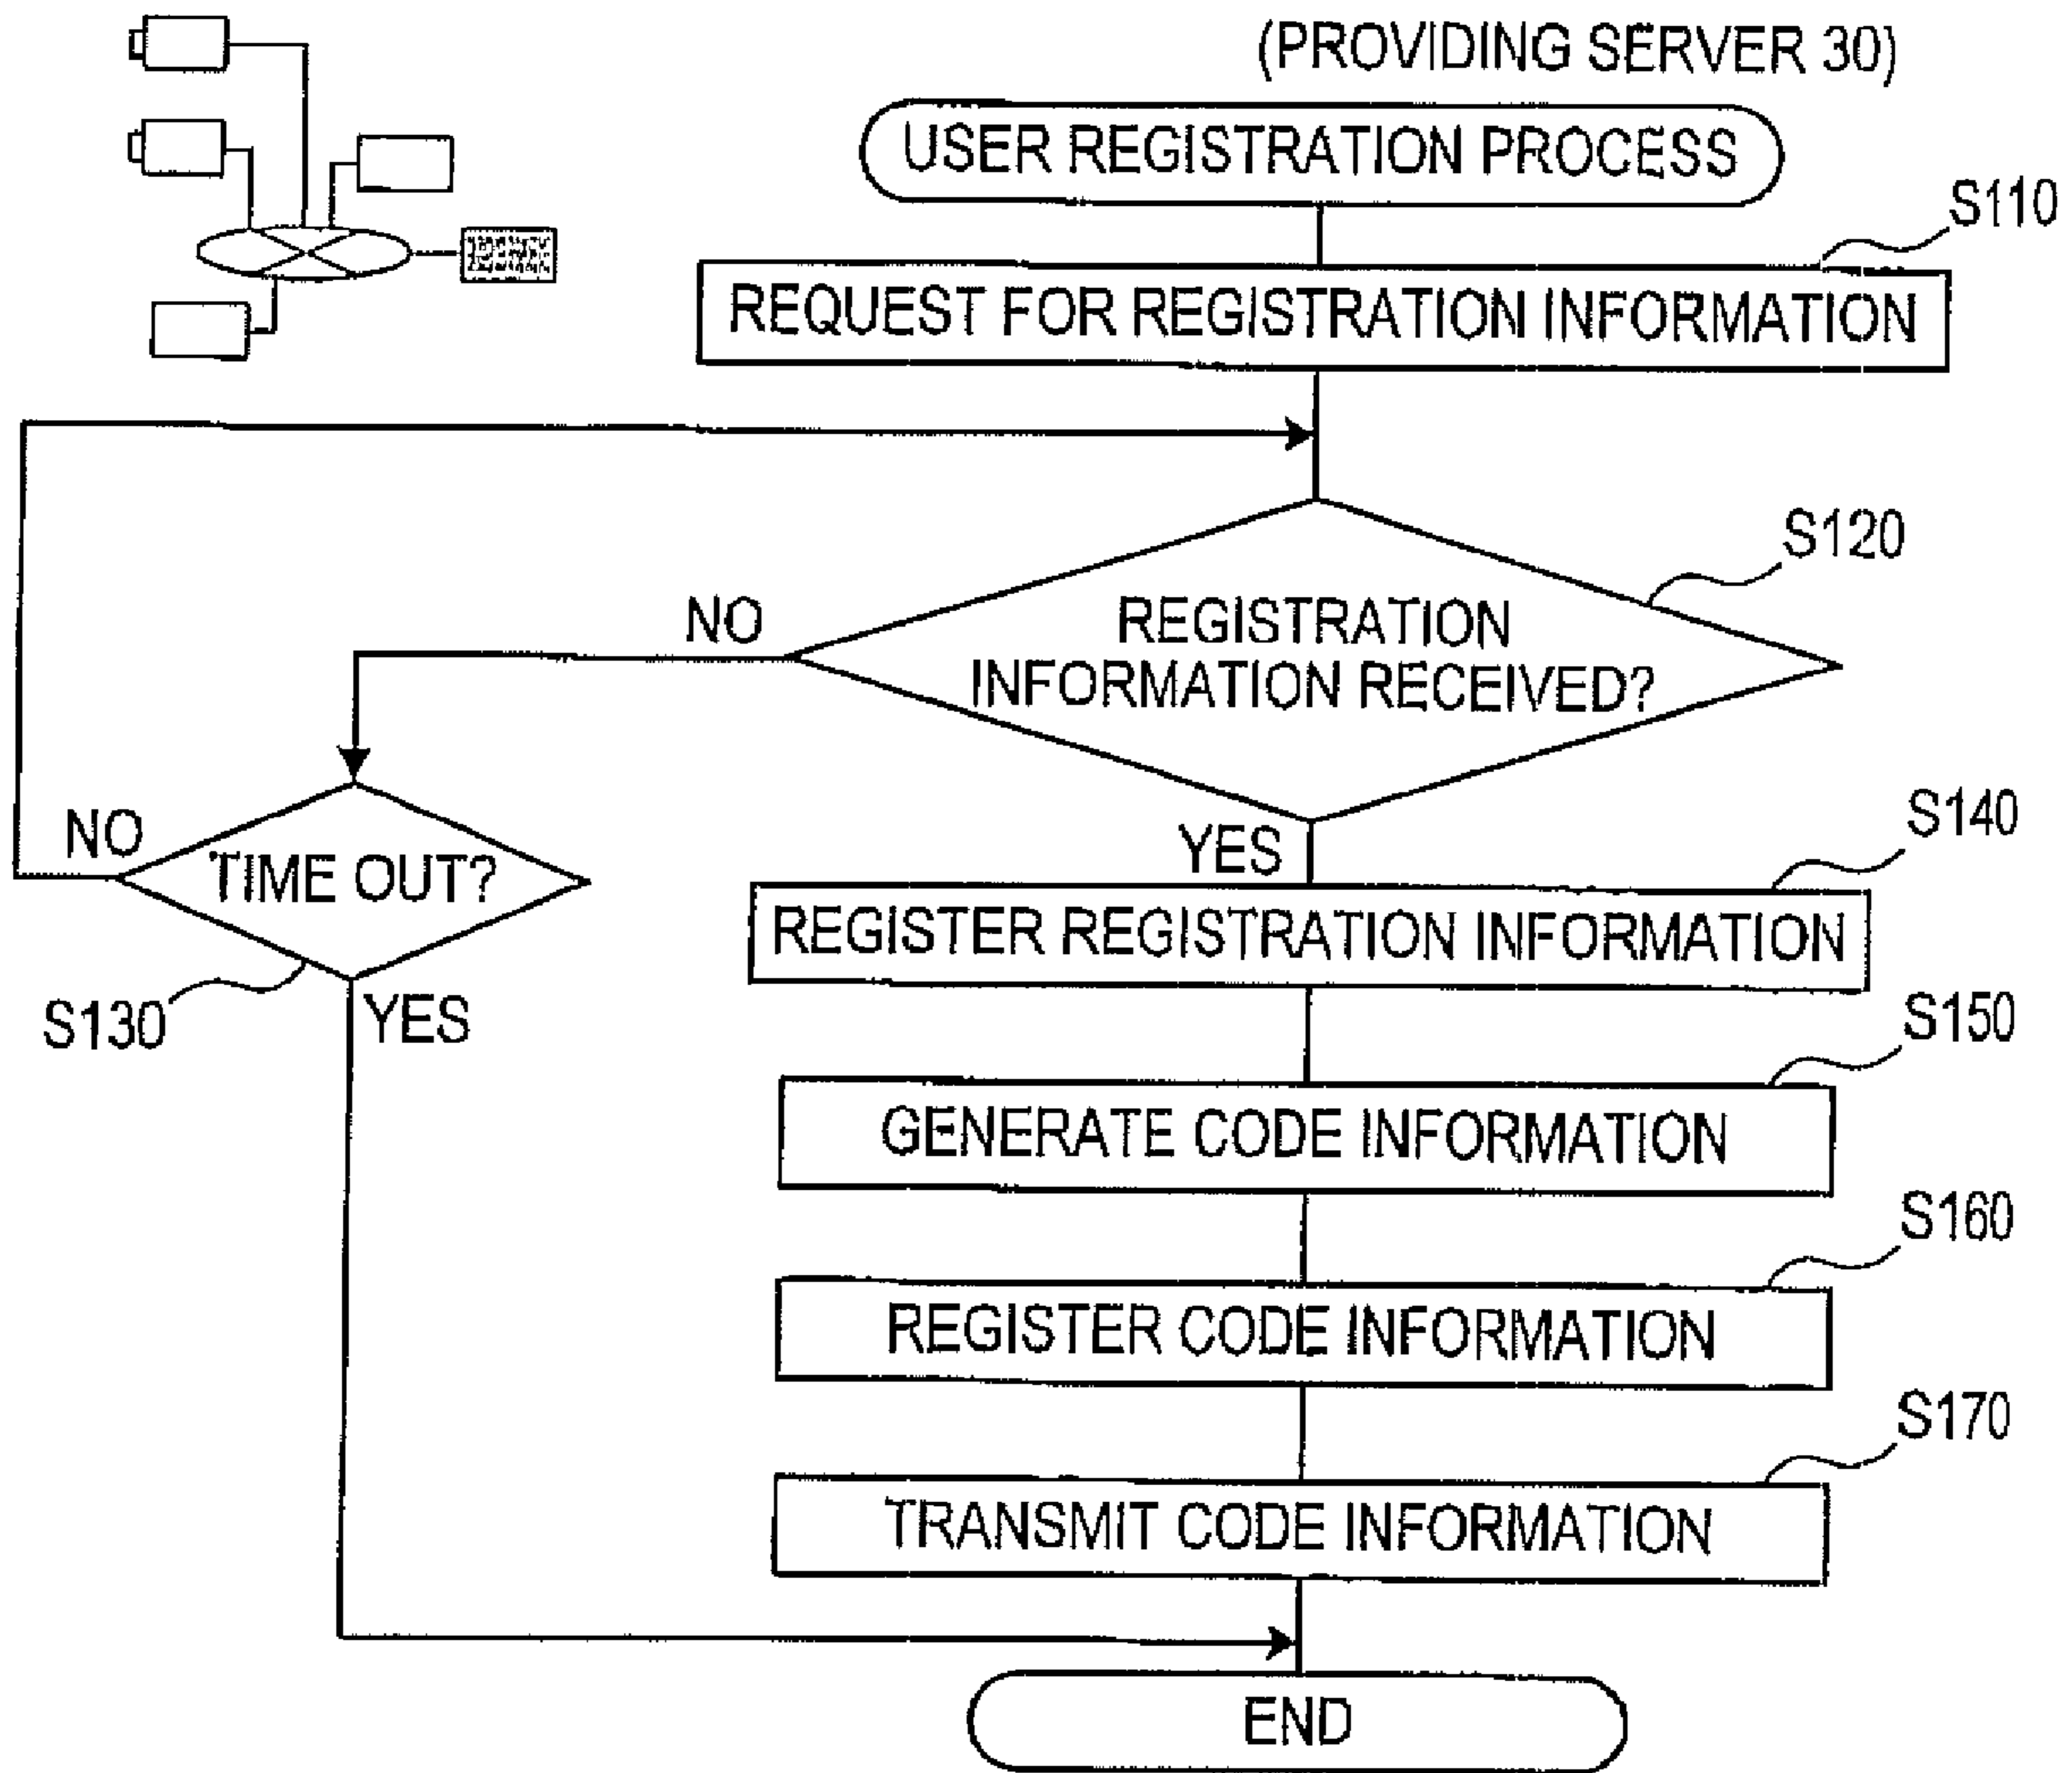 (PROVIDING SERVER 30)
USER REGISTRATION PROCESS
S110
REQUEST FOR REGISTRATION INFORMATION
S120
NO
REGISTRATION
INFORMATION RECEIVED?
NO
TIME OUT?
YES
S140
REGISTER REGISTRATION INFORMATION
S130
YES
S150
GENERATE CODE INFORMATION
S160
REGISTER CODE INFORMATION
S170
TRANSMIT CODE INFORMATION
END